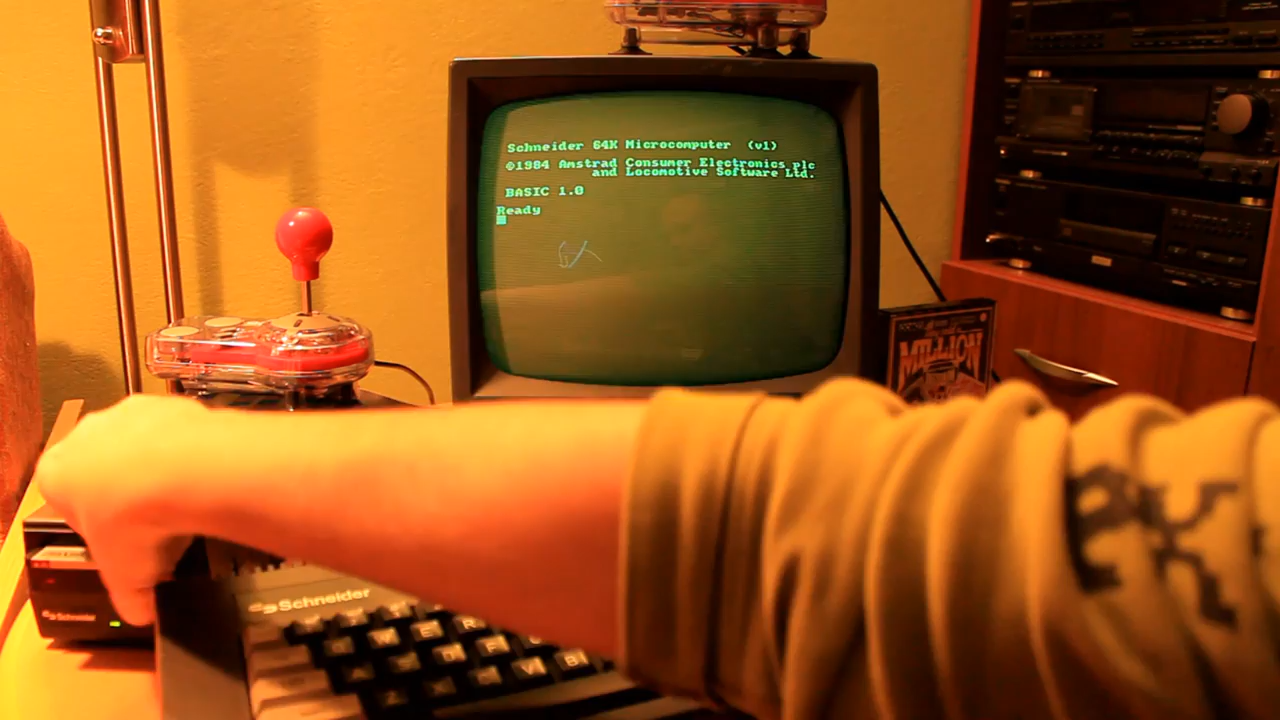 Schneider 64K Microcomputer (v1)
©1984 Amstrad Consumer Electronics plc
and Locomotive Software Ltd.
BASIC 1.0
Ready
MILLION
Schneider
Schneider
W E R
D F
V B